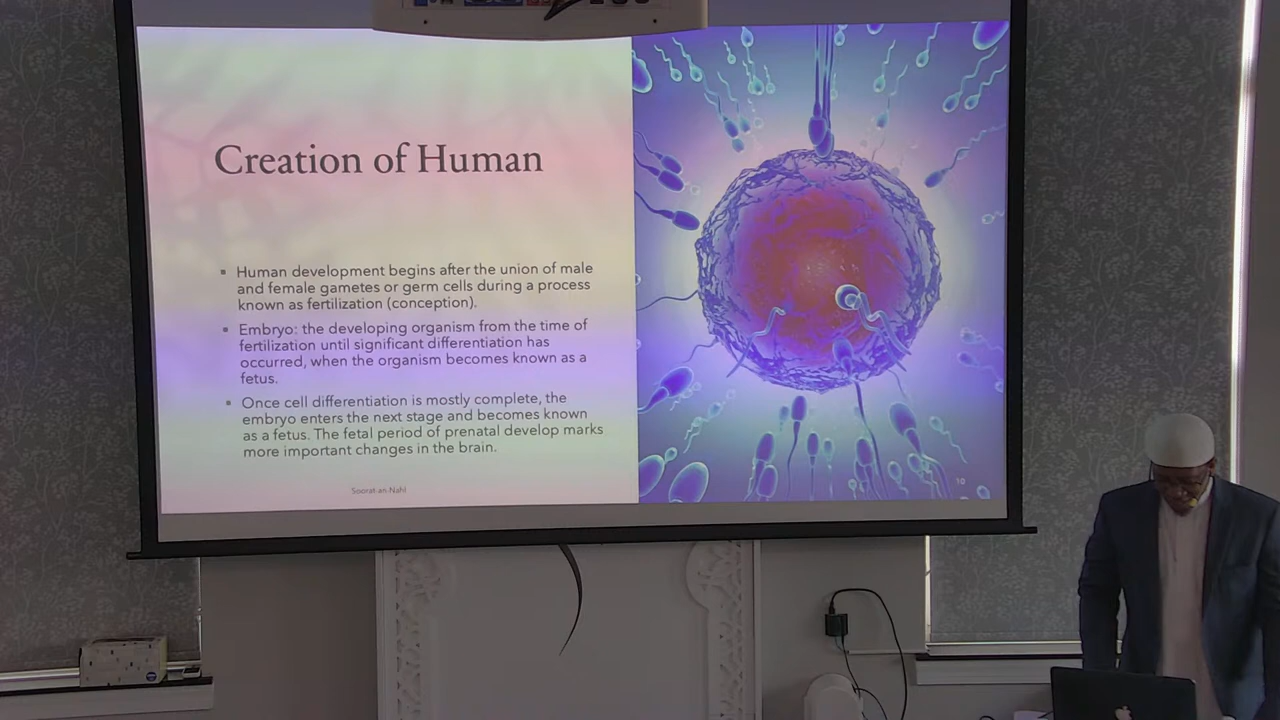 Creation of Human
Human development begins after the union of male
and female gametes or germ cells during a process
known as fertilization (conception).
Embryo: the developing organism from the time of
fertilization until significant differentiation has
occurred, when the organism becomes known as a
fetus.
Once cell differentiation is mostly complete, the
embryo enters the next stage and becomes known
as a fetus. The fetal period of prenatal develop marks
more important changes in the brain.
Soorat-an-Nahl
10